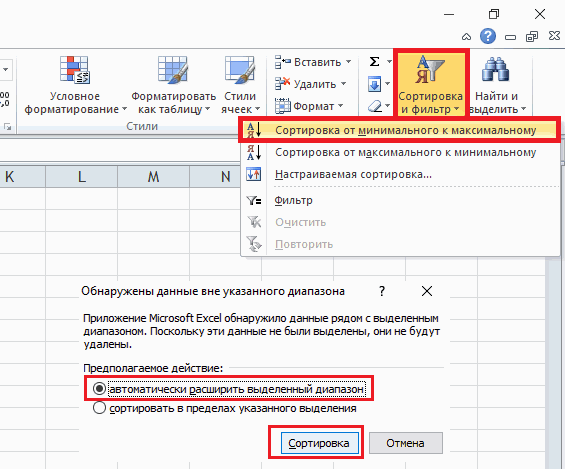 Условное форматирование
Форматировать как таблицу
Стили ячеек
Стили
Вставить
Удалить
Формат
Ячейки
Σ
Сортировка и фильтр
Найти и выделить
Сортировка от минимального к максимальному
Сортировка от максимального к минимальному
Настраиваемая сортировка...
Фильтр
Очистить
Повторить
K L M N
Обнаружены данные вне указанного диапазона ?
Приложение Microsoft Excel обнаружило данные рядом с выделенным
диапазоном. Поскольку эти данные не были выделены, они не будут
удалены.
Предполагаемое действие:
автоматически расширить выделенный диапазон
сортировать в пределах указанного выделения
Сортировка Отмена